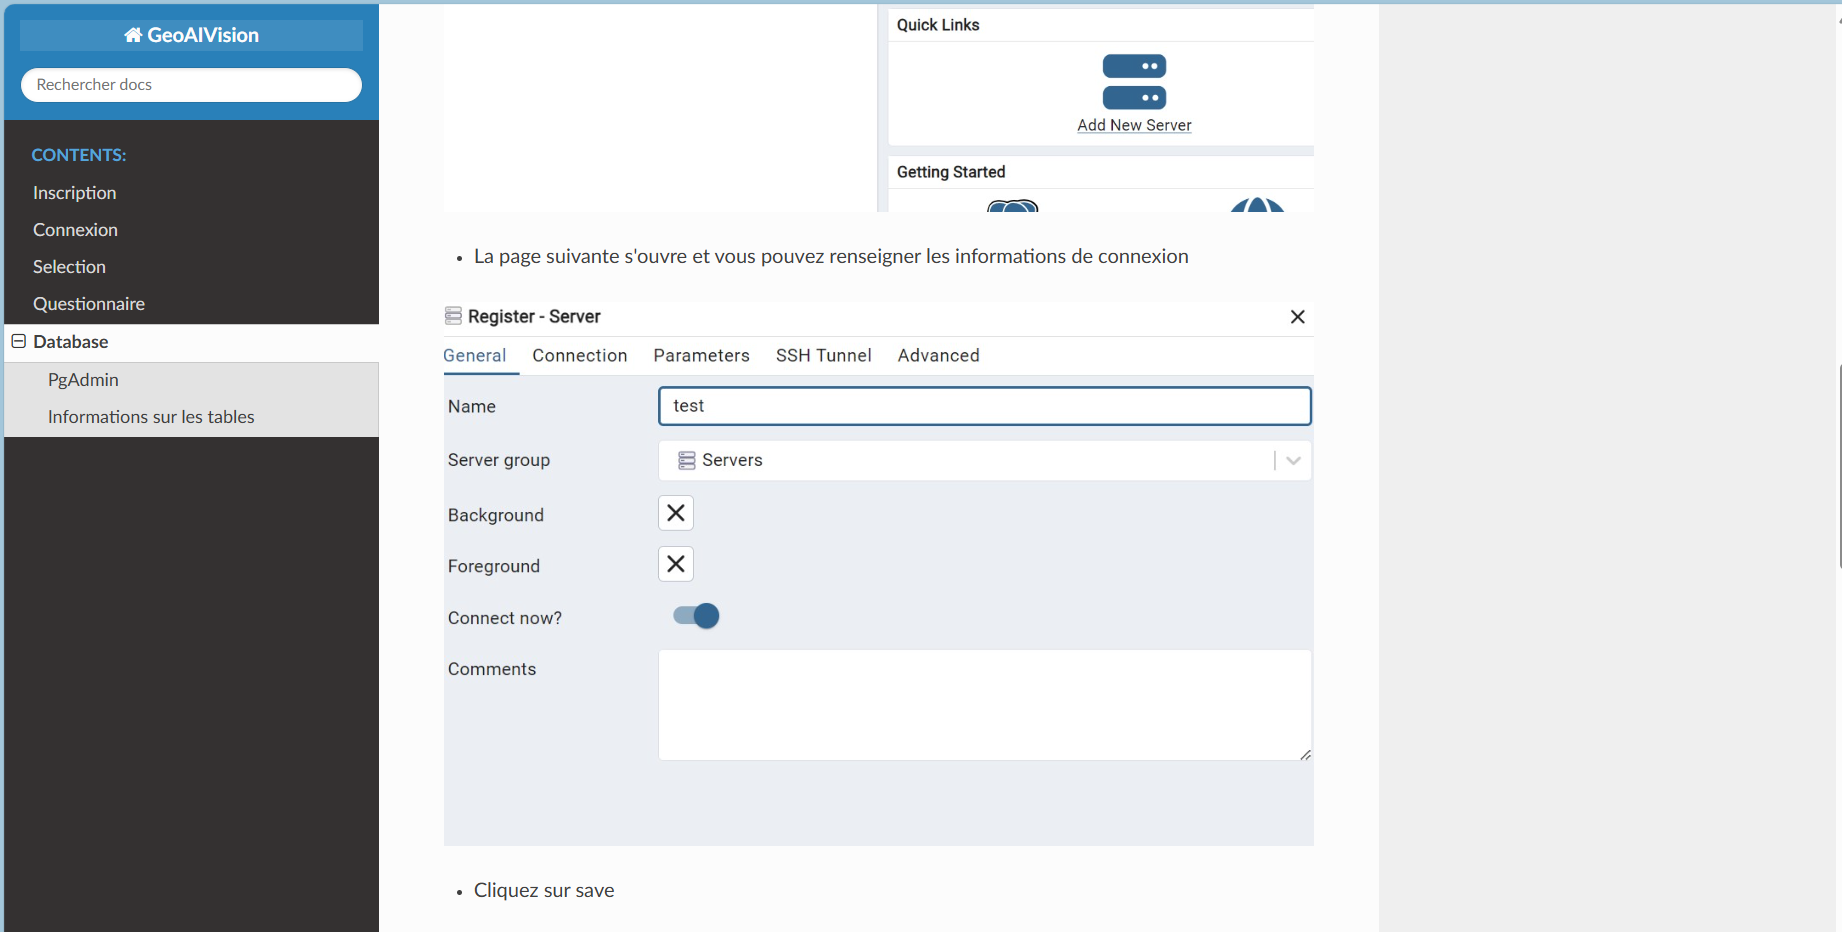 GeoAIVision
Rechercher docs
CONTENTS:
Inscription
Connexion
Selection
Questionnaire
Database
PgAdmin
Informations sur les tables
Quick Links
Add New Server
Getting Started
• La page suivante s'ouvre et vous pouvez renseigner les informations de connexion
Register - Server
General Connection Parameters SSH Tunnel Advanced
Name test
Server group Servers
Background
Foreground
Connect now?
Comments
• Cliquez sur save